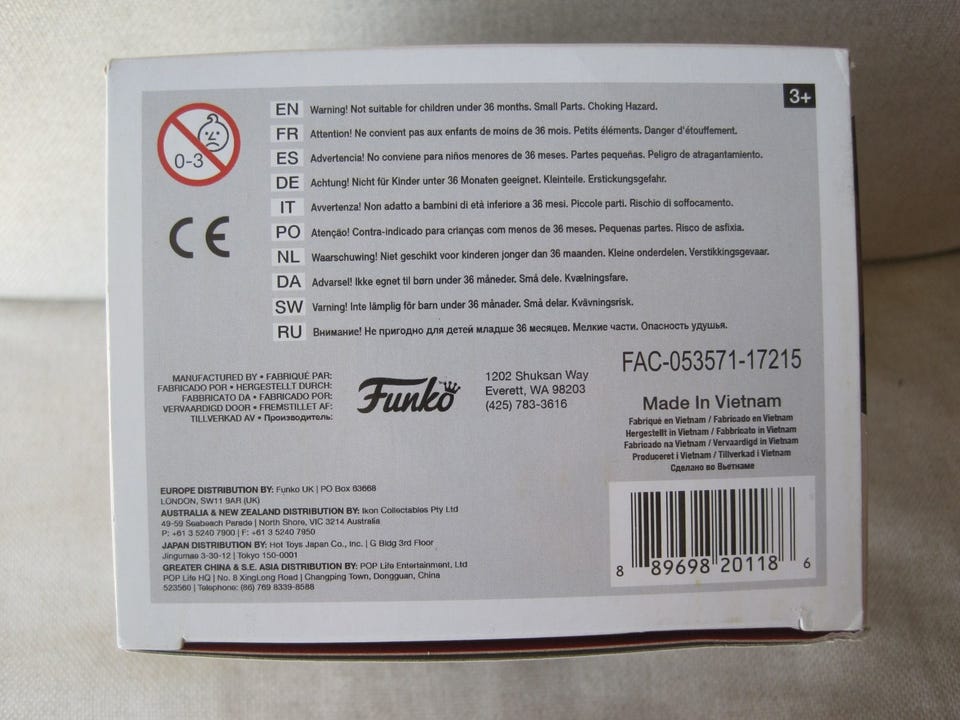 3+
0-3
EN Warning! Not suitable for children under 36 months. Small Parts. Choking Hazard.
FR Attention! Ne convient pas aux enfants de moins de 36 mois. Petits éléments. Danger d'étouffement.
ES Advertencia! No conviene para niños menores de 36 meses. Partes pequeñas. Peligro de atragantamiento.
DE Achtung! Nicht für Kinder unter 36 Monaten geeignet. Kleinteile. Erstickungsgefahr.
IT Avvertenza! Non adatto a bambini di età inferiore a 36 mesi. Piccole parti. Rischio di soffocamento.
CE
PO Atenção! Contra-indicado para crianças com menos de 36 meses. Pequenas partes. Risco de asfixia.
NL Waarschuwing! Niet geschikt voor kinderen jonger dan 36 maanden. Kleine onderdelen. Verstikkingsgevaar.
DA Advarsel! Ikke egnet til børn under 36 måneder. Små dele. Kvælningsfare.
SW Varning! Inte lämplig för barn under 36 månader. Små delar. Kvävningsrisk.
RU Внимание! Не пригодно для детей младше 36 месяцев. Мелкие части. Опасность удушья.
MANUFACTURED BY • FABRIQUÉ PAR:
FABRICADO POR • HERGESTELLT DURCH:
FABBRICATO DA • FABRICADO POR:
VERVAARDIGD DOOR • FREMSTILLET AF:
TILLVERKAD AV • Производитель:
Funko
1202 Shuksan Way
Everett, WA 98203
(425) 783-3616
FAC-053571-17215
Made In Vietnam
Fabriqué en Vietnam / Fabricado en Vietnam
Hergestellt in Vietnam / Fabbricato in Vietnam
Fabricado na Vietnam / Vervaardigd in Vietnam
Produceret i Vietnam / Tillverkad i Vietnam
Сделано во Вьетнаме
EUROPE DISTRIBUTION BY: Funko UK | PO Box 63668
LONDON, SW11 9AR (UK)
AUSTRALIA & NEW ZEALAND DISTRIBUTION BY: Ikon Collectables Pty Ltd
49-59 Seabeach Parade | North Shore, VIC 3214 Australia
P: +61 3 5240 7900 | F: +61 3 5240 7950
JAPAN DISTRIBUTION BY: Hot Toys Japan Co., Inc. | G Bldg 3rd Floor
Jingumae 3-30-12 | Tokyo 150-0001
GREATER CHINA & S.E. ASIA DISTRIBUTION BY: POP Life Entertainment, Ltd
POP Life HQ | No. 8 XingLong Road | Changping Town, Dongguan, China
523560 | Telephone: (86) 769 8339-8588
8 89698 20118 6